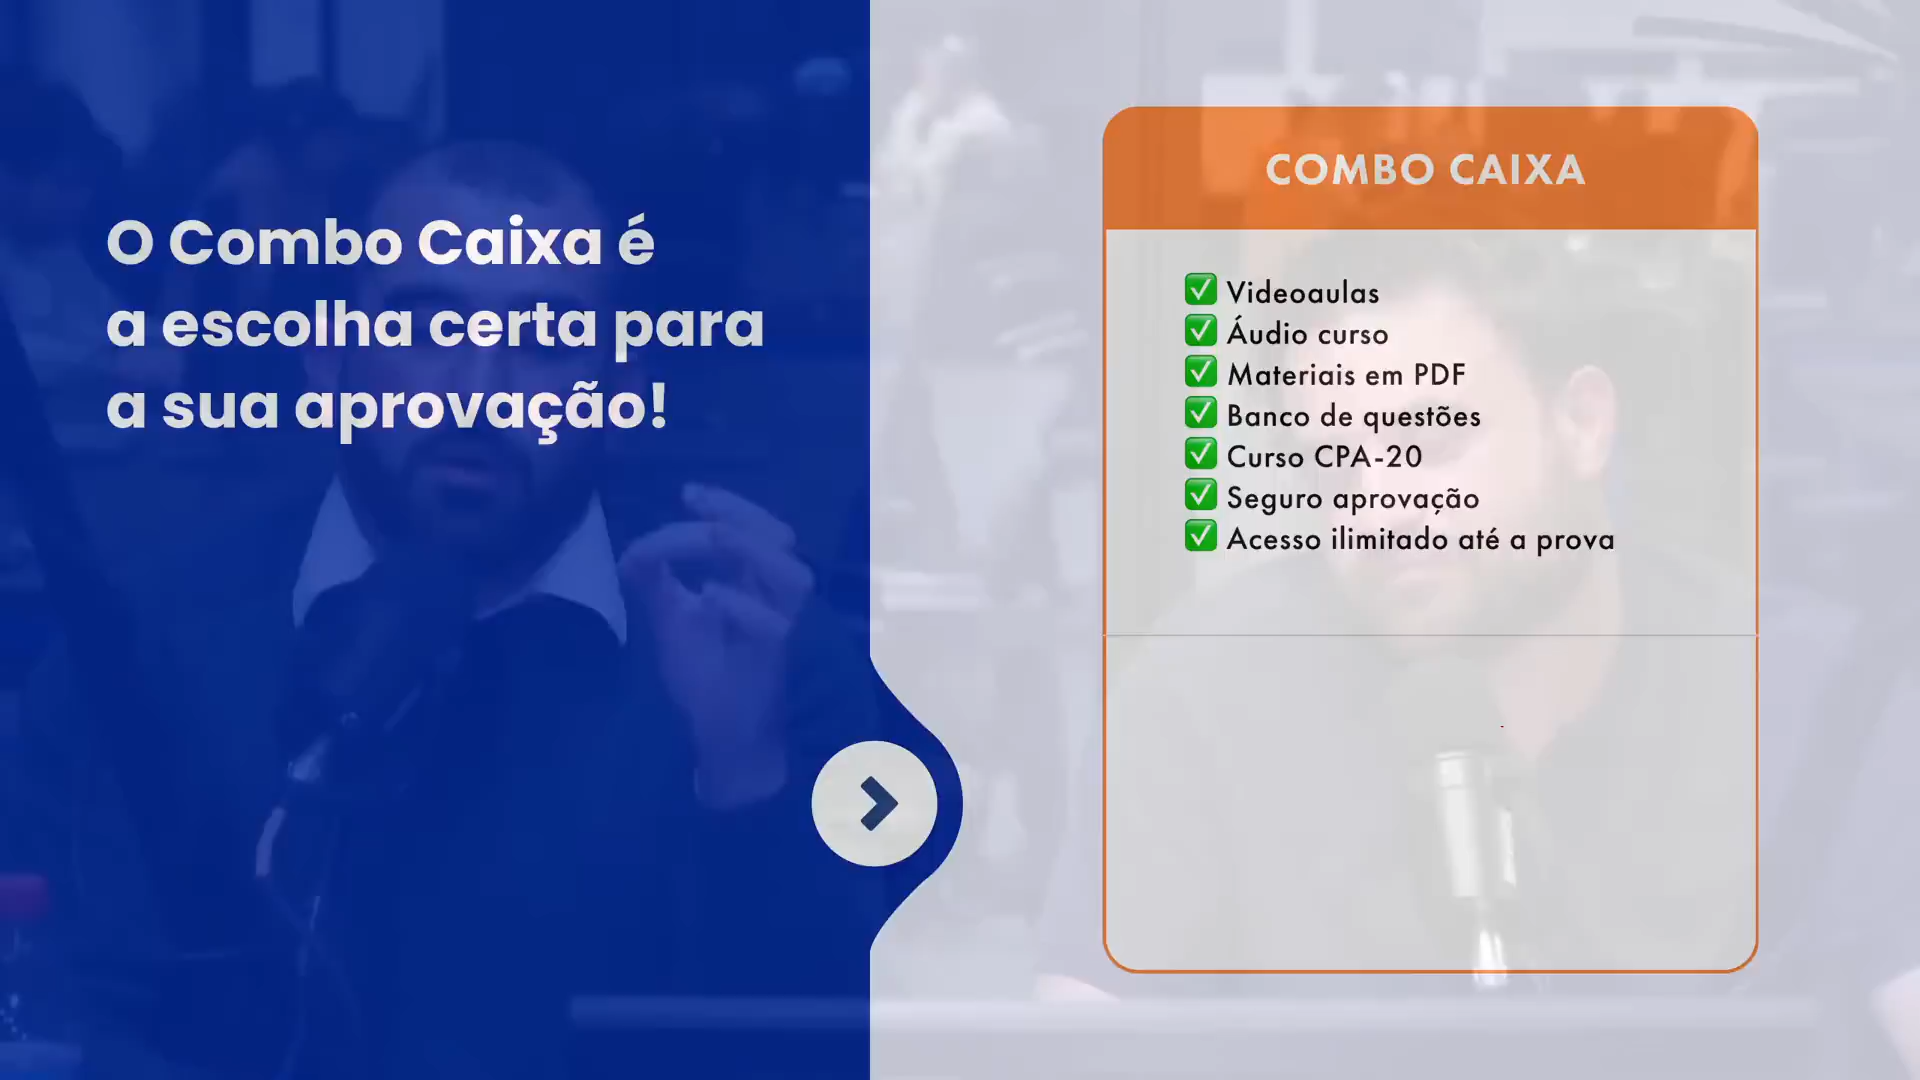 O Combo Caixa é
a escolha certa para
a sua aprovação!
COMBO CAIXA
✅ Videoaulas
✅ Áudio curso
✅ Materiais em PDF
✅ Banco de questões
✅ Curso CPA-20
✅ Seguro aprovação
✅ Acesso ilimitado até a prova